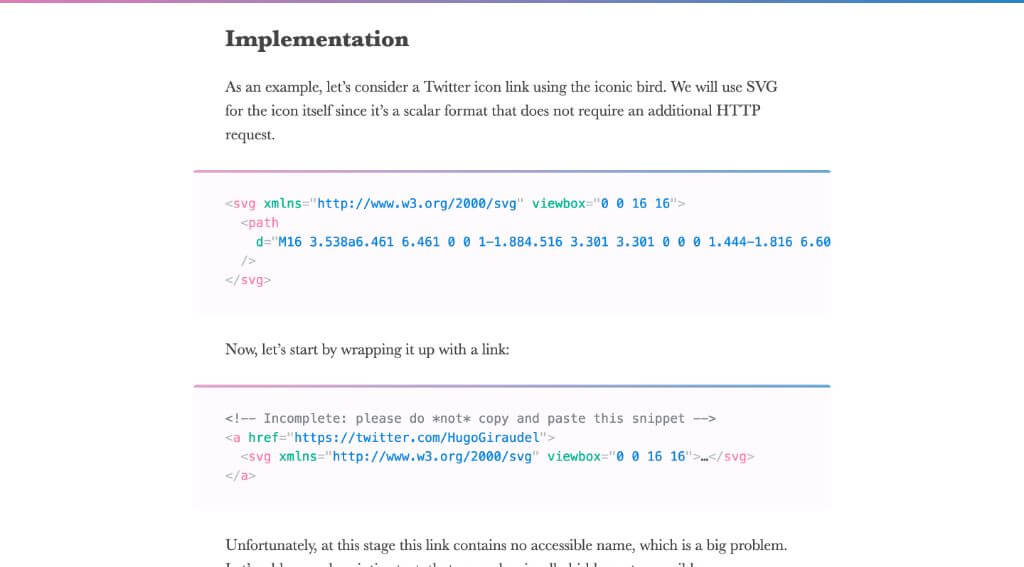 Implementation
As an example, let’s consider a Twitter icon link using the iconic bird. We will use SVG
for the icon itself since it’s a scalar format that does not require an additional HTTP
request.
<svg xmlns="http://www.w3.org/2000/svg" viewbox="0 0 16 16">
  <path
    d="M16 3.538a6.461 6.461 0 0 1-1.884.516 3.301 3.301 0 0 0 1.444-1.816 6.60
  />
</svg>
Now, let’s start by wrapping it up with a link:
<!-- Incomplete: please do *not* copy and paste this snippet -->
<a href="https://twitter.com/HugoGiraudel">
  <svg xmlns="http://www.w3.org/2000/svg" viewbox="0 0 16 16">…</svg>
</a>
Unfortunately, at this stage this link contains no accessible name, which is a big problem.